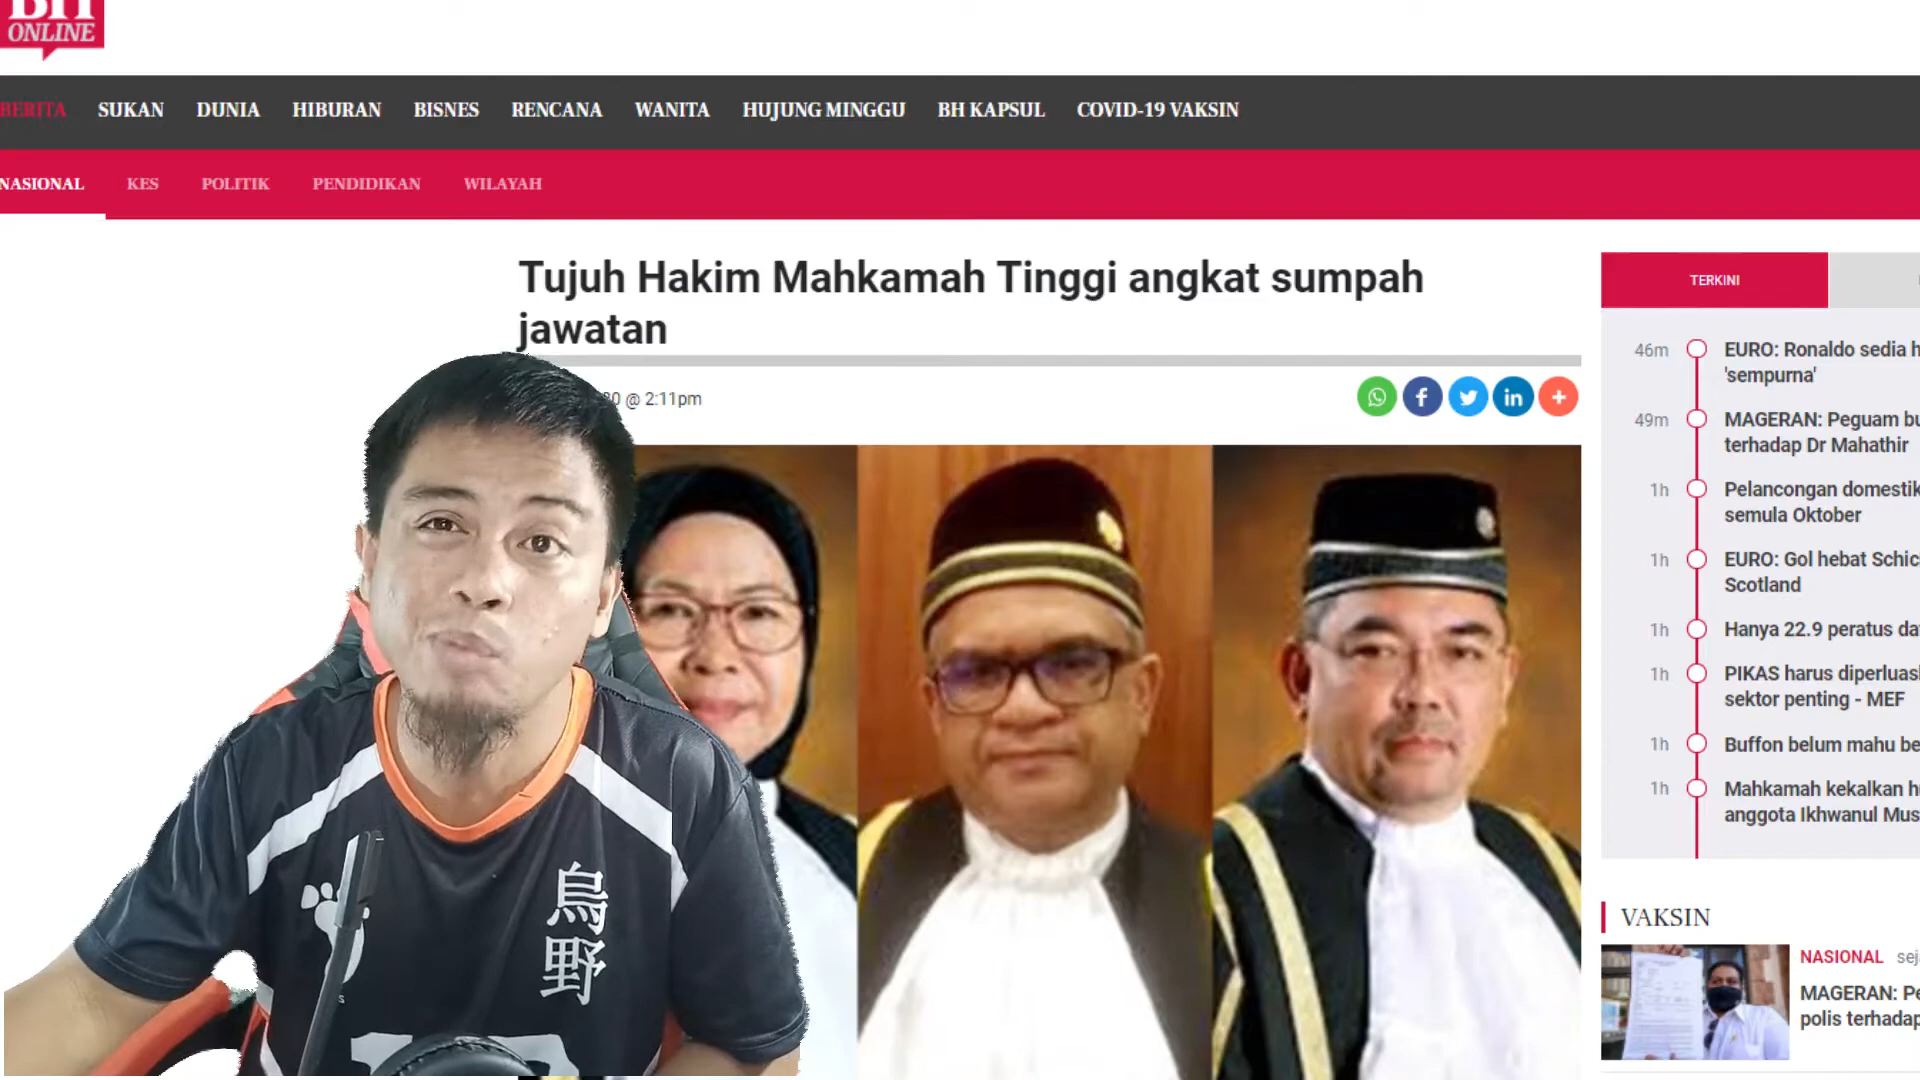 BH
ONLINE
BERITA SUKAN DUNIA HIBURAN BISNES RENCANA WANITA HUJUNG MINGGU BH KAPSUL COVID-19 VAKSIN
NASIONAL KES POLITIK PENDIDIKAN WILAYAH
Tujuh Hakim Mahkamah Tinggi angkat sumpah
jawatan
@ 2:11pm
TERKINI
46m EURO: Ronaldo sedia
'sempurna'
49m MAGERAN: Peguam
terhadap Dr Mahathir
1h Pelancongan domestik
semula Oktober
1h EURO: Gol hebat
Scotland
1h Hanya 22.9 peratus
1h PIKAS harus
sektor penting - MEF
1h Buffon belum mahu
1h Mahkamah kekalkan
anggota Ikhwanul
VAKSIN
NASIONAL
MAGERAN:
polis
烏野